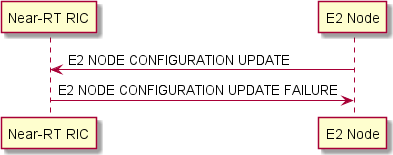 Near-RT RIC
E2 Node
E2 NODE CONFIGURATION UPDATE
E2 NODE CONFIGURATION UPDATE FAILURE
Near-RT RIC
E2 Node